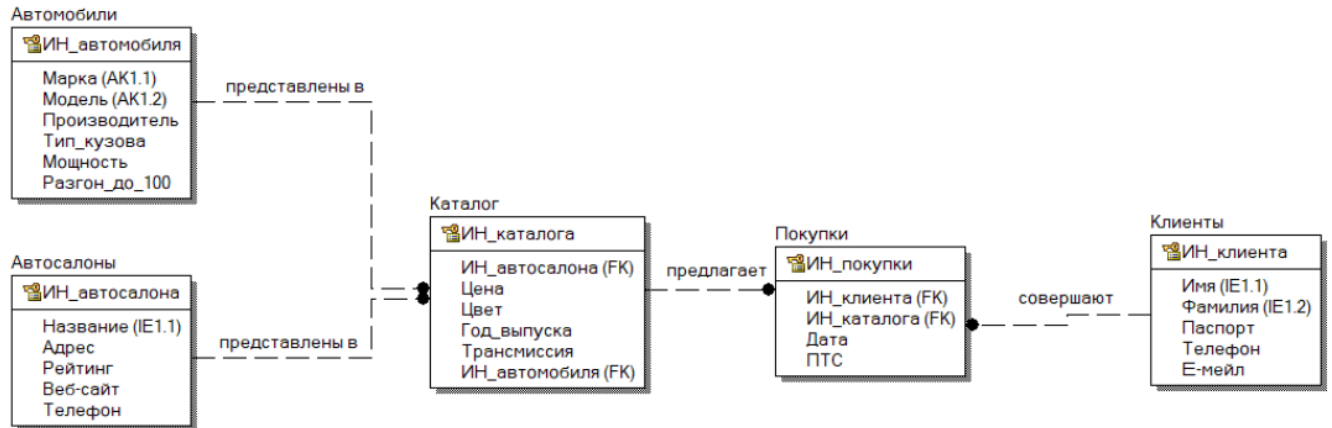 Автомобили
ИН_автомобиля
Марка (AK1.1)
Модель (AK1.2)
Производитель
Тип_кузова
Мощность
Разгон_до_100
представлены в
Автосалоны
ИН_автосалона
Название (IE1.1)
Адрес
Рейтинг
Веб-сайт
Телефон
представлены в
Каталог
ИН_каталога
ИН_автосалона (FK)
Цена
Цвет
Год_выпуска
Трансмиссия
ИН_автомобиля (FK)
предлагает
Покупки
ИН_покупки
ИН_клиента (FK)
ИН_каталога (FK)
Дата
ПТС
совершают
Клиенты
ИН_клиента
Имя (IE1.1)
Фамилия (IE1.2)
Паспорт
Телефон
Е-мейл